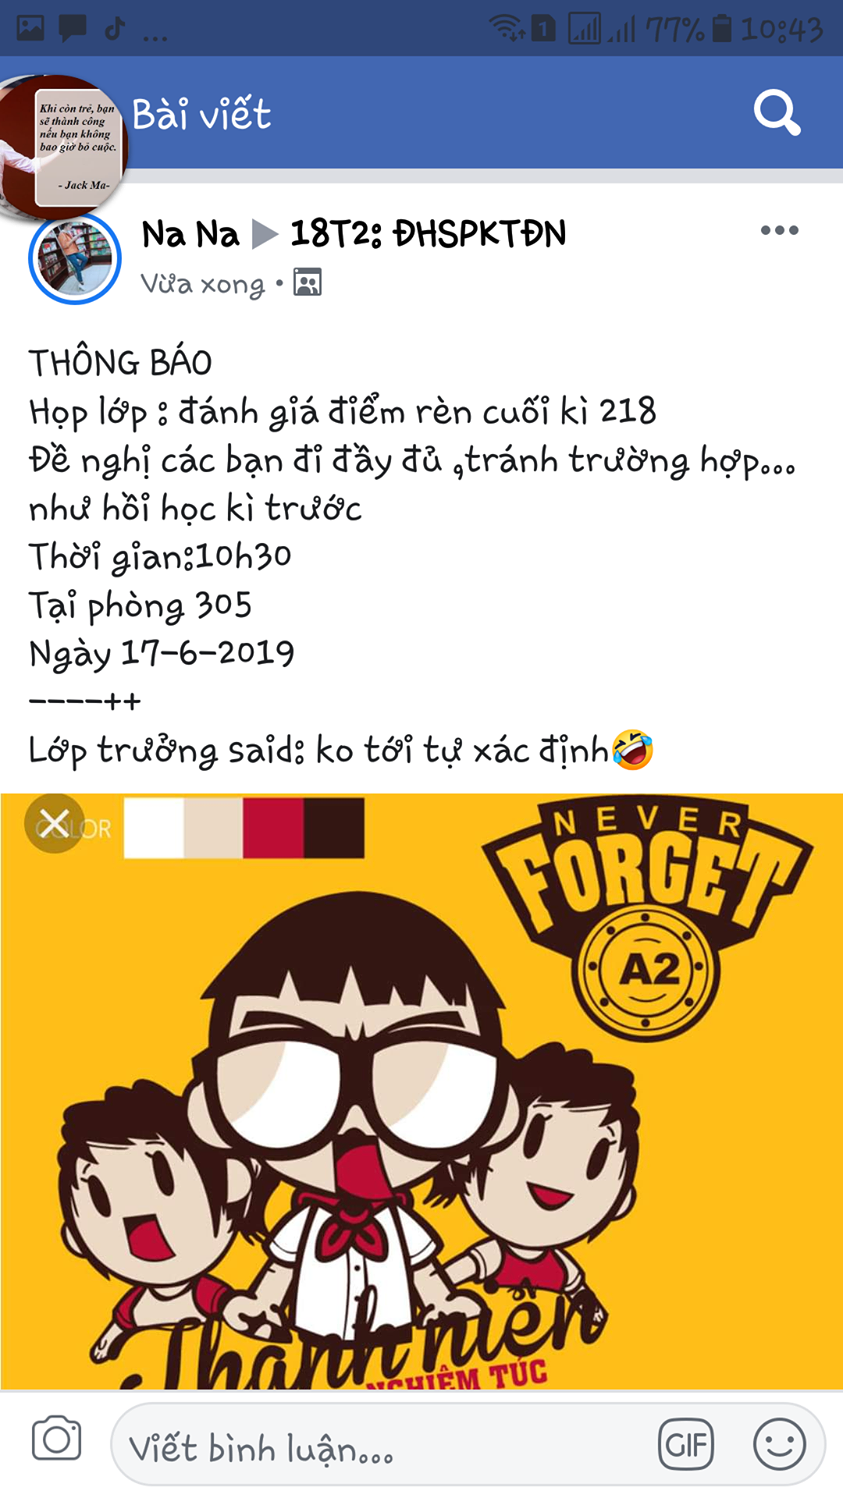 77% 10:43
1
Khi còn trẻ, bạn
sẽ thành công
nếu bạn không
bao giờ bỏ cuộc.
- Jack Ma-
Bài viết
Na Na ▶ 18T2: ĐHSPKTĐN
Vừa xong •
THÔNG BÁO
Họp lớp : đánh giá điểm rèn cuối kì 218
Đề nghị các bạn đi đầy đủ ,tránh trường hợp...
như hồi học kì trước
Thời gian:10h30
Tại phòng 305
Ngày 17-6-2019
----++
Lớp trưởng said: ko tới tự xác định🤣
COLOR
NEVER
FORGET
A2
Thanh niên
NGHIÊM TÚC
Viết bình luận...
GIF